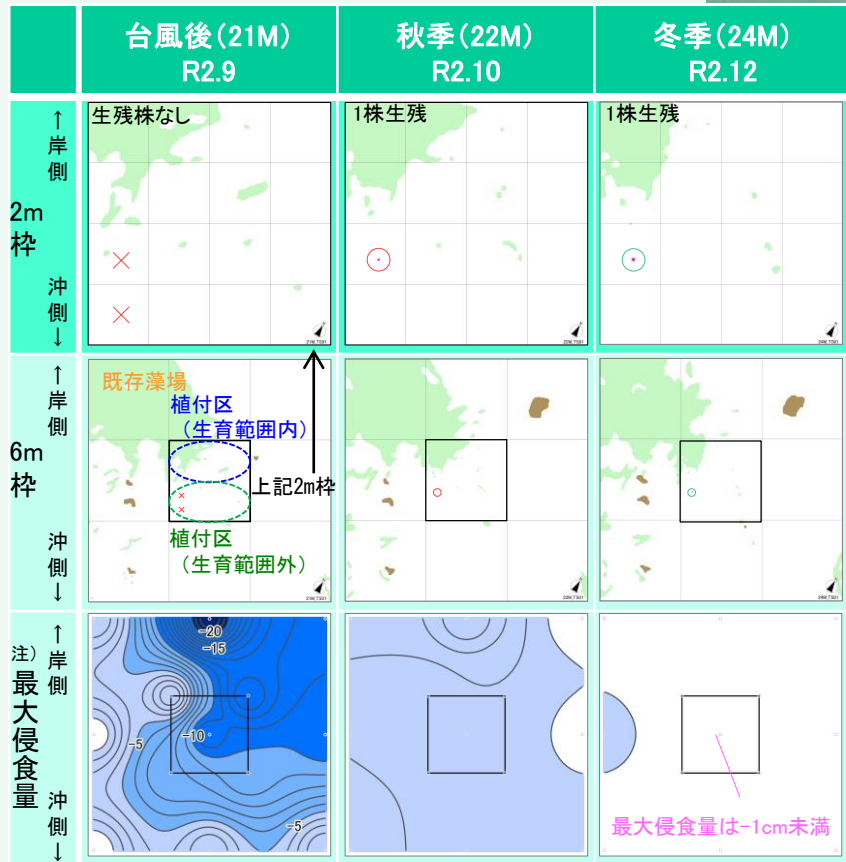 台風後(21M)
R2.9
秋季(22M)
R2.10
冬季(24M)
R2.12
2m
枠
↑
岸
側
沖
側
↓
生残株なし
1株生残
1株生残
6m
枠
↑
岸
側
沖
側
↓
既存藻場
植付区
(生育範囲内)
上記2m枠
植付区
(生育範囲外)
注)
最
大
侵
食
量
↑
岸
側
沖
側
↓
-20
-15
-10
-5
-5
最大侵食量は-1cm未満